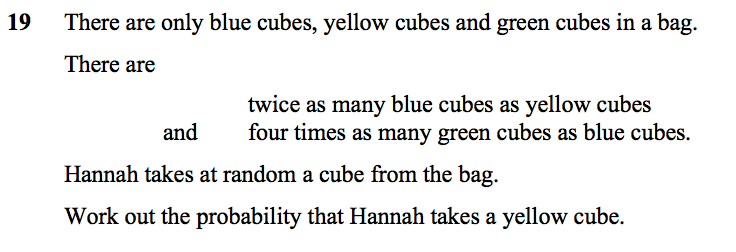 19 There are only blue cubes, yellow cubes and green cubes in a bag.
There are
twice as many blue cubes as yellow cubes
and four times as many green cubes as blue cubes.
Hannah takes at random a cube from the bag.
Work out the probability that Hannah takes a yellow cube.